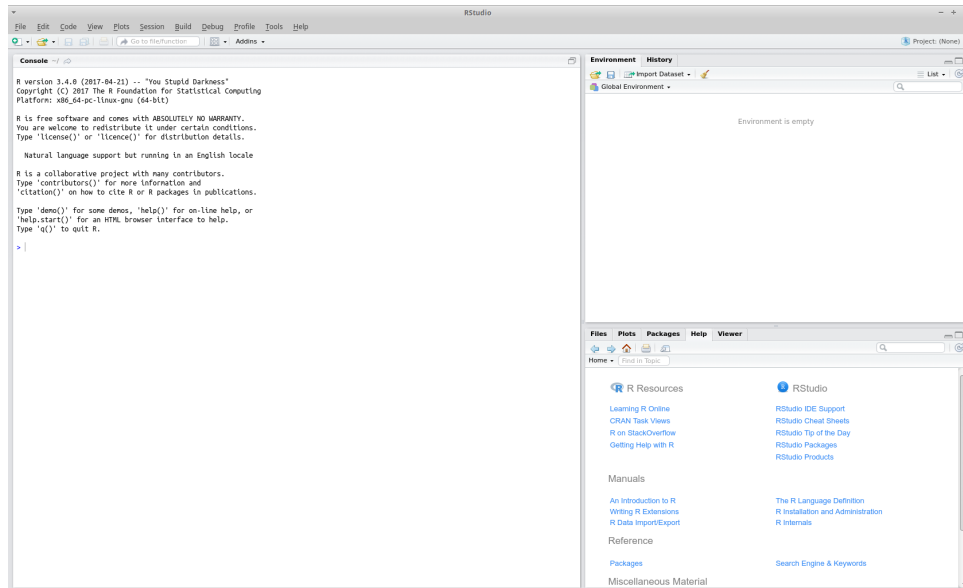 RStudio
File Edit Code View Plots Session Build Debug Profile Tools Help
Go to file/function Addins Project: (None)
Console ~/
R version 3.4.0 (2017-04-21) -- "You Stupid Darkness"
Copyright (C) 2017 The R Foundation for Statistical Computing
Platform: x86_64-pc-linux-gnu (64-bit)
R is free software and comes with ABSOLUTELY NO WARRANTY.
You are welcome to redistribute it under certain conditions.
Type 'license()' or 'licence()' for distribution details.
Natural language support but running in an English locale
R is a collaborative project with many contributors.
Type 'contributors()' for more information and
'citation()' on how to cite R or R packages in publications.
Type 'demo()' for some demos, 'help()' for on-line help, or
'help.start()' for an HTML browser interface to help.
Type 'q()' to quit R.
>
Environment History
Import Dataset List
Global Environment
Environment is empty
Files Plots Packages Help Viewer
Home Find in Topic
R Resources
Learning R Online
CRAN Task Views
R on StackOverflow
Getting Help with R
RStudio
RStudio IDE Support
RStudio Cheat Sheets
RStudio Tip of the Day
RStudio Packages
RStudio Products
Manuals
An Introduction to R
Writing R Extensions
R Data Import/Export
The R Language Definition
R Installation and Administration
R Internals
Reference
Packages
Search Engine & Keywords
Miscellaneous Material